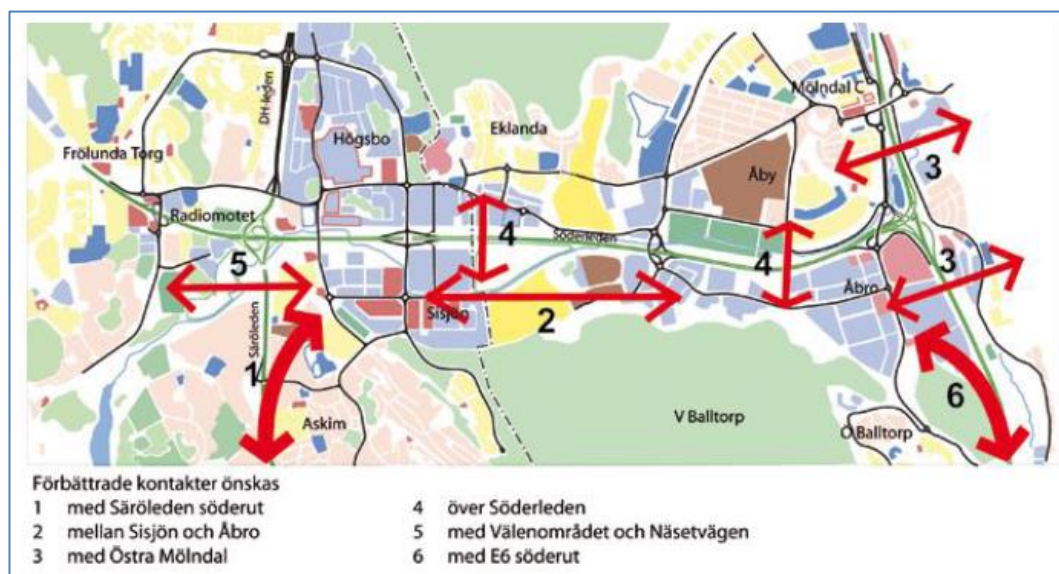 Mölndal C
DH-leden
Högsbo
Eklanda
Frölunda Torg
3
Åby
Radiomotet
4
Söderleden
5
4
3
Åbro
Sisjön
2
Säröleden
1
6
Askim
V Balltorp
Ö Balltorp
Förbättrade kontakter önskas
1 med Säröleden söderut
2 mellan Sisjön och Åbro
3 med Östra Mölndal
4 över Söderleden
5 med Välenområdet och Näsetvägen
6 med E6 söderut